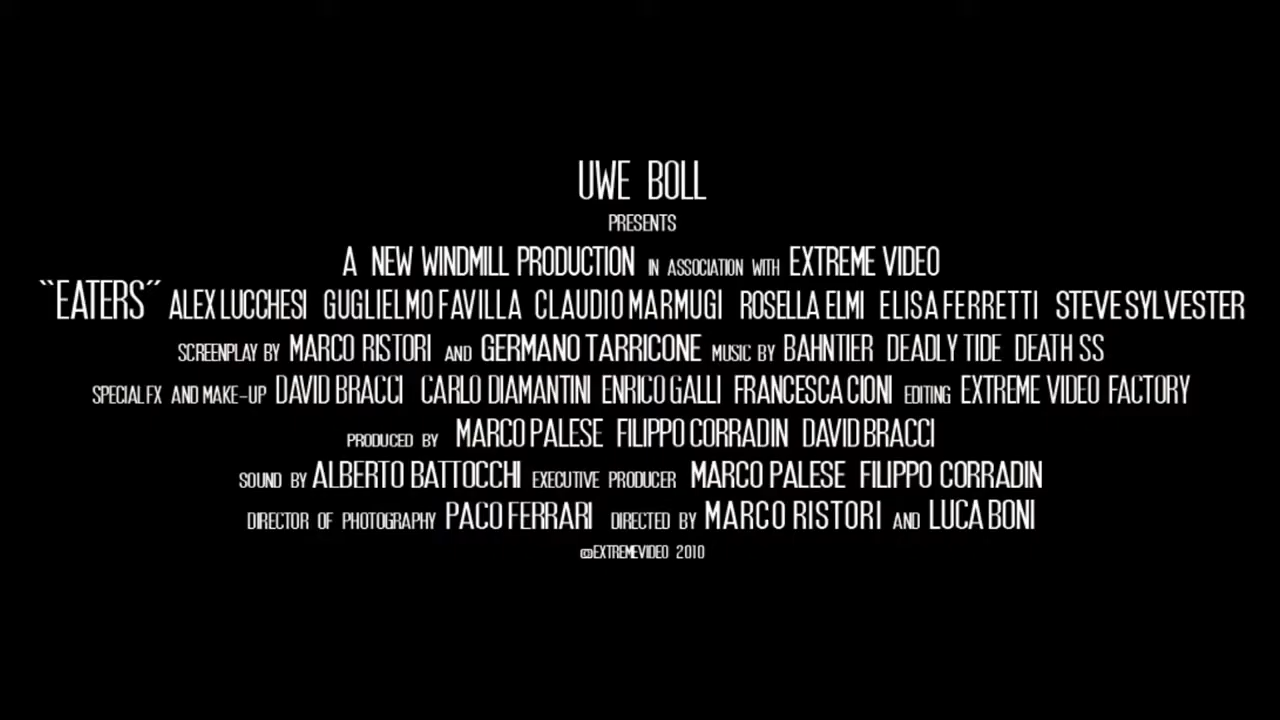 UWE BOLL
PRESENTS
A NEW WINDMILL PRODUCTION IN ASSOCIATION WITH EXTREME VIDEO
"EATERS" ALEX LUCCHESI GUGLIELMO FAVILLA CLAUDIO MARMUGI ROSELLA ELMI ELISA FERRETTI STEVE SYLVESTER
SCREENPLAY BY MARCO RISTORI AND GERMANO TARRICONE MUSIC BY BAHNTIER DEADLY TIDE DEATH SS
SPECIAL FX AND MAKE-UP DAVID BRACCI CARLO DIAMANTINI ENRICO GALLI FRANCESCA CIONI EDITING EXTREME VIDEO FACTORY
PRODUCED BY MARCO PALESE FILIPPO CORRADIN DAVID BRACCI
SOUND BY ALBERTO BATTOCCHI EXECUTIVE PRODUCER MARCO PALESE FILIPPO CORRADIN
DIRECTOR OF PHOTOGRAPHY PACO FERRARI DIRECTED BY MARCO RISTORI AND LUCA BONI
©EXTREMEVIDEO 2010